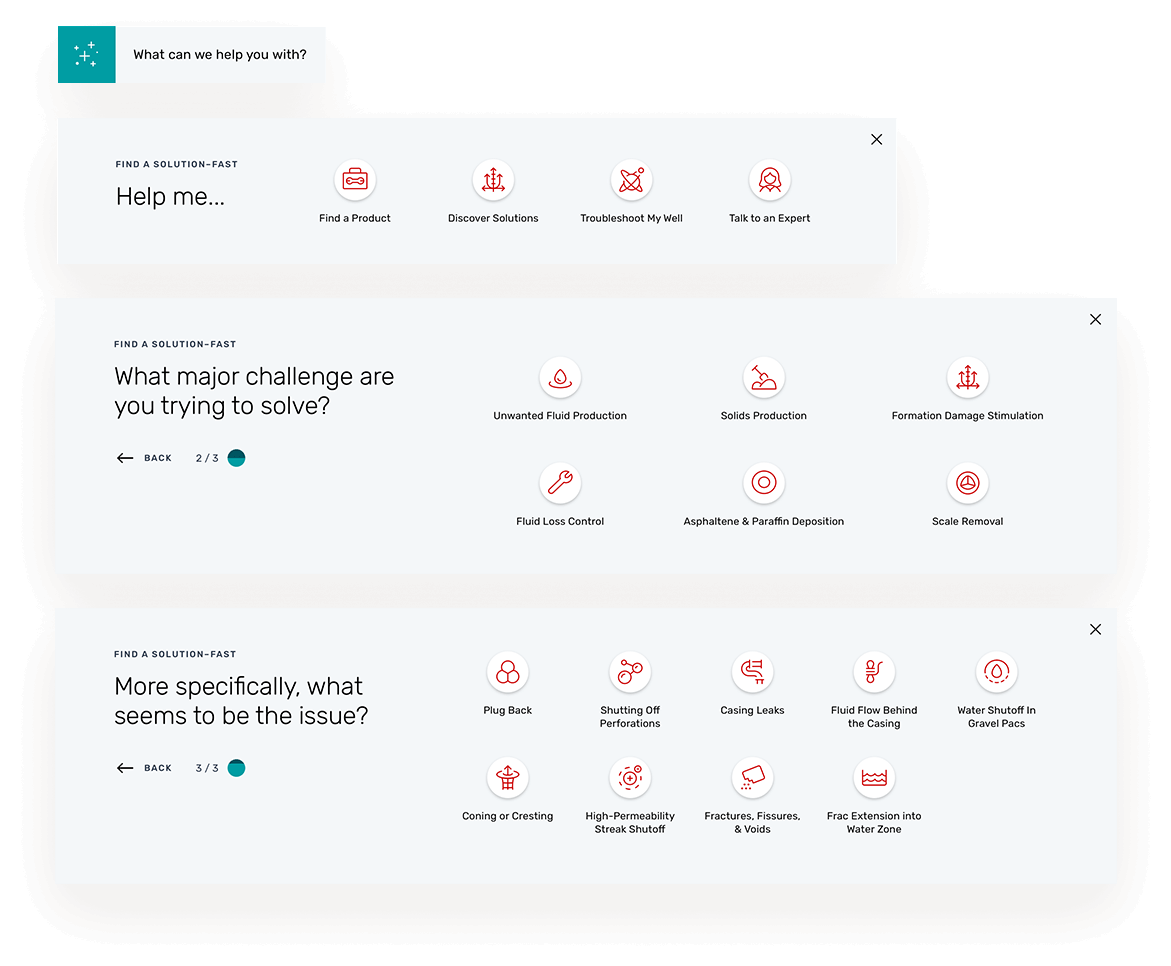 What can we help you with?
FIND A SOLUTION–FAST
Help me...
Find a Product
Discover Solutions
Troubleshoot My Well
Talk to an Expert
FIND A SOLUTION–FAST
What major challenge are
you trying to solve?
BACK
2 / 3
Unwanted Fluid Production
Solids Production
Formation Damage Stimulation
Fluid Loss Control
Asphaltene & Paraffin Deposition
Scale Removal
FIND A SOLUTION–FAST
More specifically, what
seems to be the issue?
BACK
3 / 3
Plug Back
Shutting Off
Perforations
Casing Leaks
Fluid Flow Behind
the Casing
Water Shutoff In
Gravel Pacs
Coning or Cresting
High-Permeability
Streak Shutoff
Fractures, Fissures,
& Voids
Frac Extension into
Water Zone